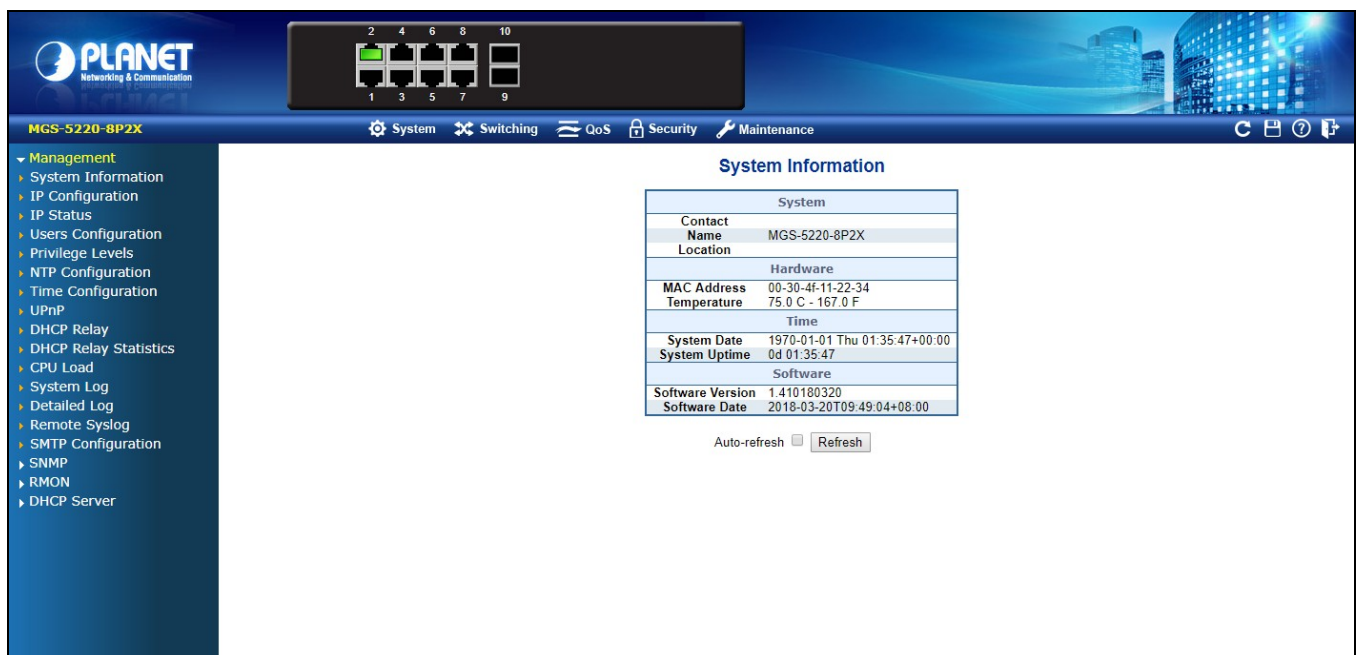 PLANET
Networking & Communication
2 4 6 8 10
1 3 5 7 9
MGS-5220-8P2X
System Switching QoS Security Maintenance
Management
System Information
IP Configuration
IP Status
Users Configuration
Privilege Levels
NTP Configuration
Time Configuration
UPnP
DHCP Relay
DHCP Relay Statistics
CPU Load
System Log
Detailed Log
Remote Syslog
SMTP Configuration
SNMP
RMON
DHCP Server
System Information
System
Contact
Name MGS-5220-8P2X
Location
Hardware
MAC Address 00-30-4f-11-22-34
Temperature 75.0 C - 167.0 F
Time
System Date 1970-01-01 Thu 01:35:47+00:00
System Uptime 0d 01:35:47
Software
Software Version 1.410180320
Software Date 2018-03-20T09:49:04+08:00
Auto-refresh Refresh